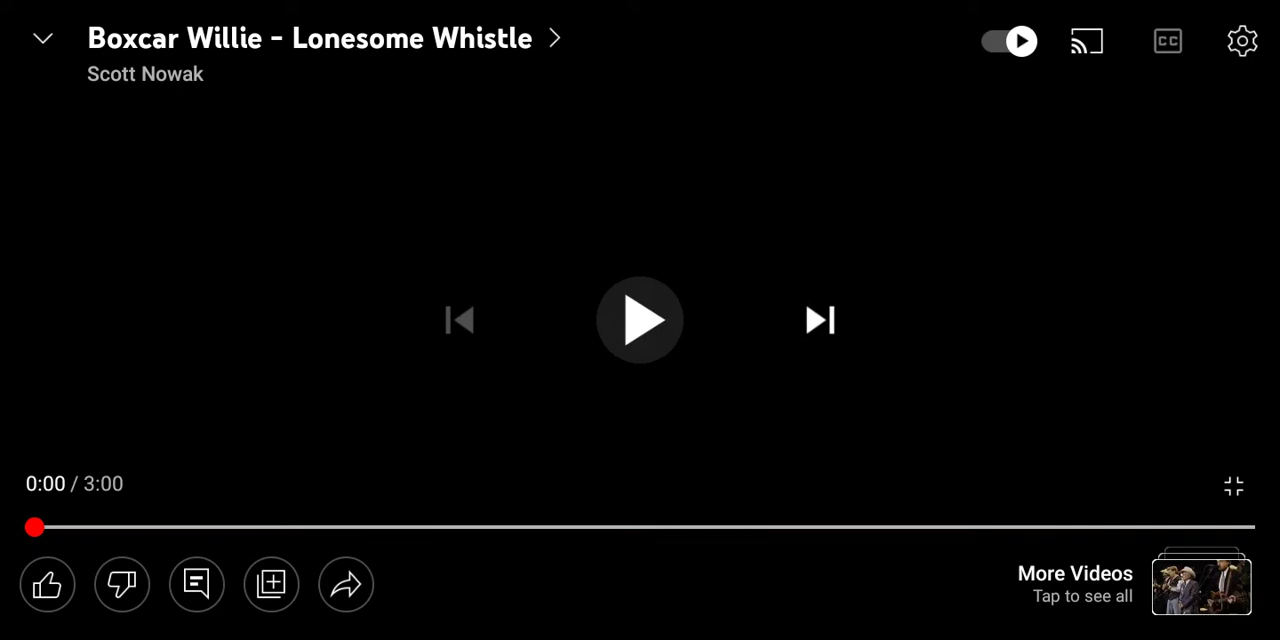 Boxcar Willie - Lonesome Whistle
Scott Nowak
CC
0:00 / 3:00
More Videos
Tap to see all